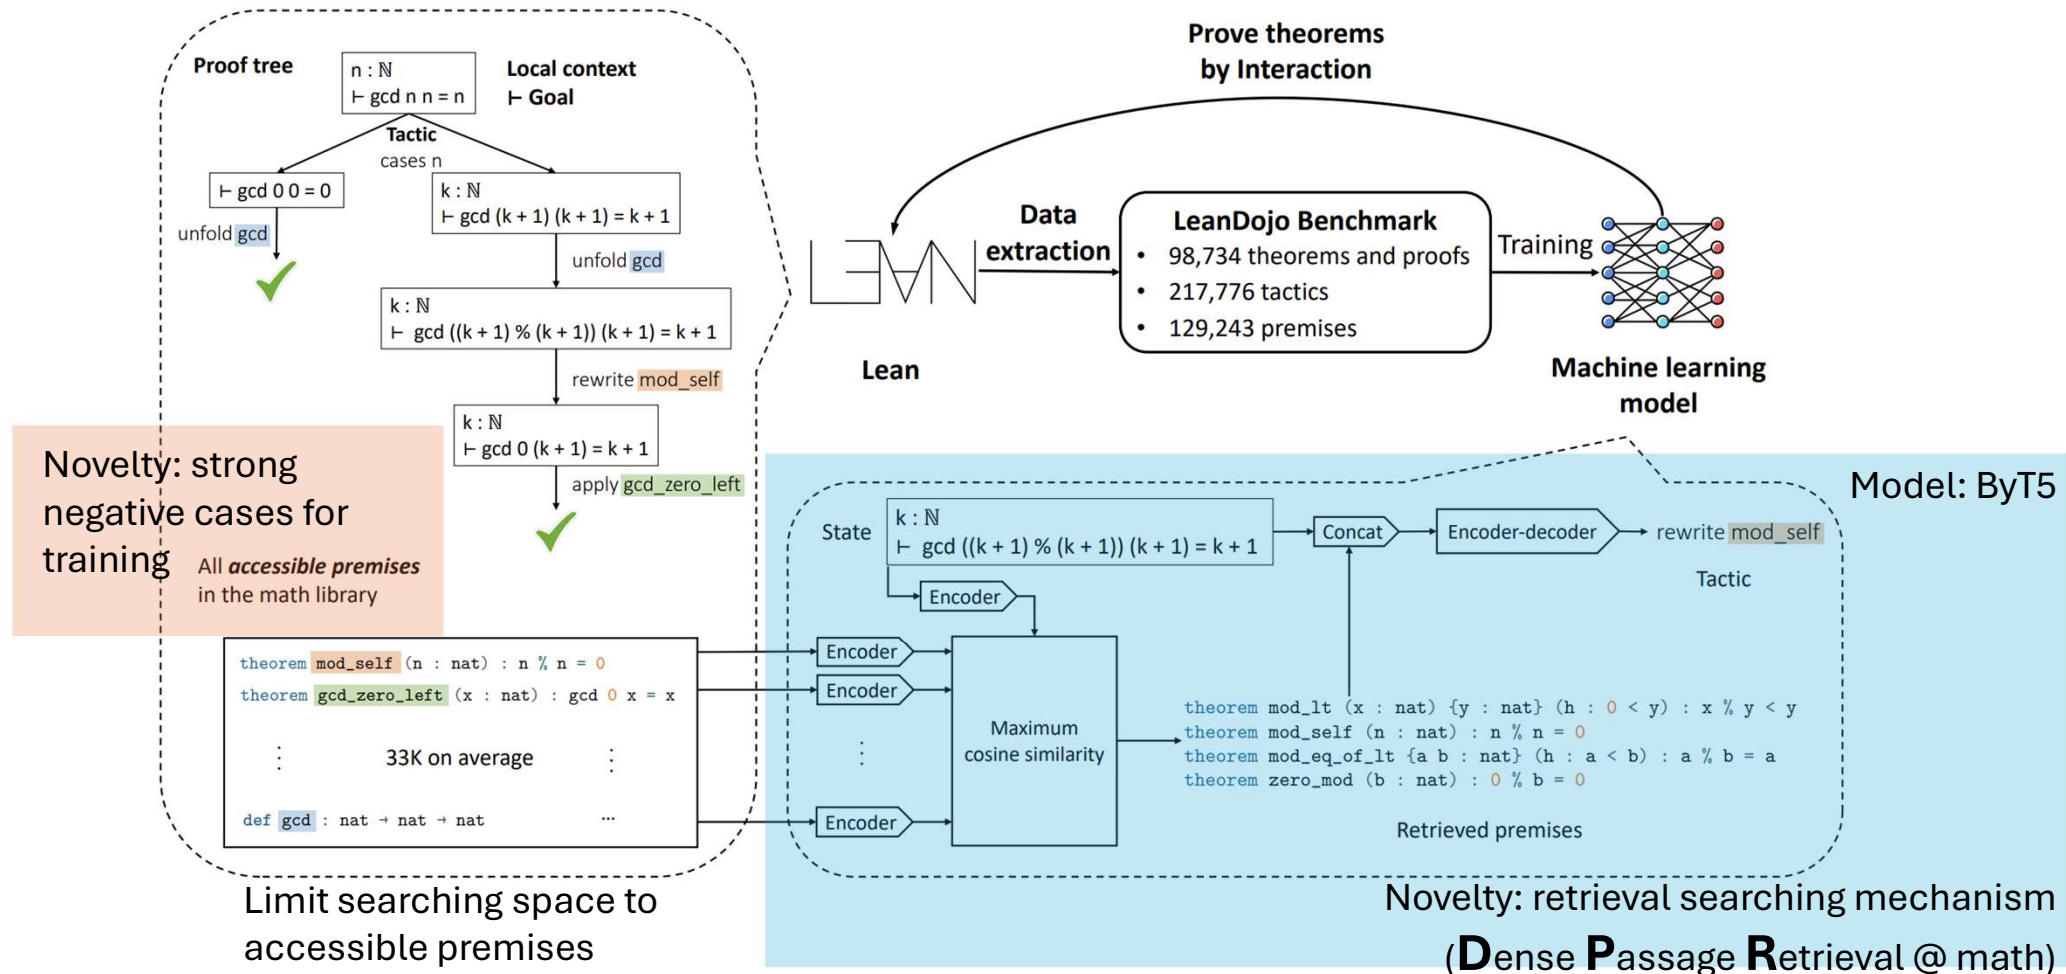 Proof tree
n : ℕ
⊢ gcd n n = n
Local context
⊢ Goal
Tactic
cases n
⊢ gcd 0 0 = 0
unfold gcd
k : ℕ
⊢ gcd (k + 1) (k + 1) = k + 1
unfold gcd
k : ℕ
⊢ gcd ((k + 1) % (k + 1)) (k + 1) = k + 1
rewrite mod_self
k : ℕ
⊢ gcd 0 (k + 1) = k + 1
apply gcd_zero_left
Novelty: strong
negative cases for
training
All accessible premises
in the math library
theorem mod_self (n : nat) : n % n = 0
theorem gcd_zero_left (x : nat) : gcd 0 x = x
⋮ 33K on average ⋮
def gcd : nat → nat → nat ...
Limit searching space to
accessible premises
Prove theorems
by Interaction
LEAN
Lean
Data
extraction
LeanDojo Benchmark
• 98,734 theorems and proofs
• 217,776 tactics
• 129,243 premises
Training
Machine learning
model
Model: ByT5
State
k : ℕ
⊢ gcd ((k + 1) % (k + 1)) (k + 1) = k + 1
Concat
Encoder-decoder
rewrite mod_self
Tactic
Encoder
Encoder
Encoder
⋮
Encoder
Maximum
cosine similarity
theorem mod_lt (x : nat) {y : nat} (h : 0 < y) : x % y < y
theorem mod_self (n : nat) : n % n = 0
theorem mod_eq_of_lt {a b : nat} (h : a < b) : a % b = a
theorem zero_mod (b : nat) : 0 % b = 0
Retrieved premises
Novelty: retrieval searching mechanism
(Dense Passage Retrieval @ math)